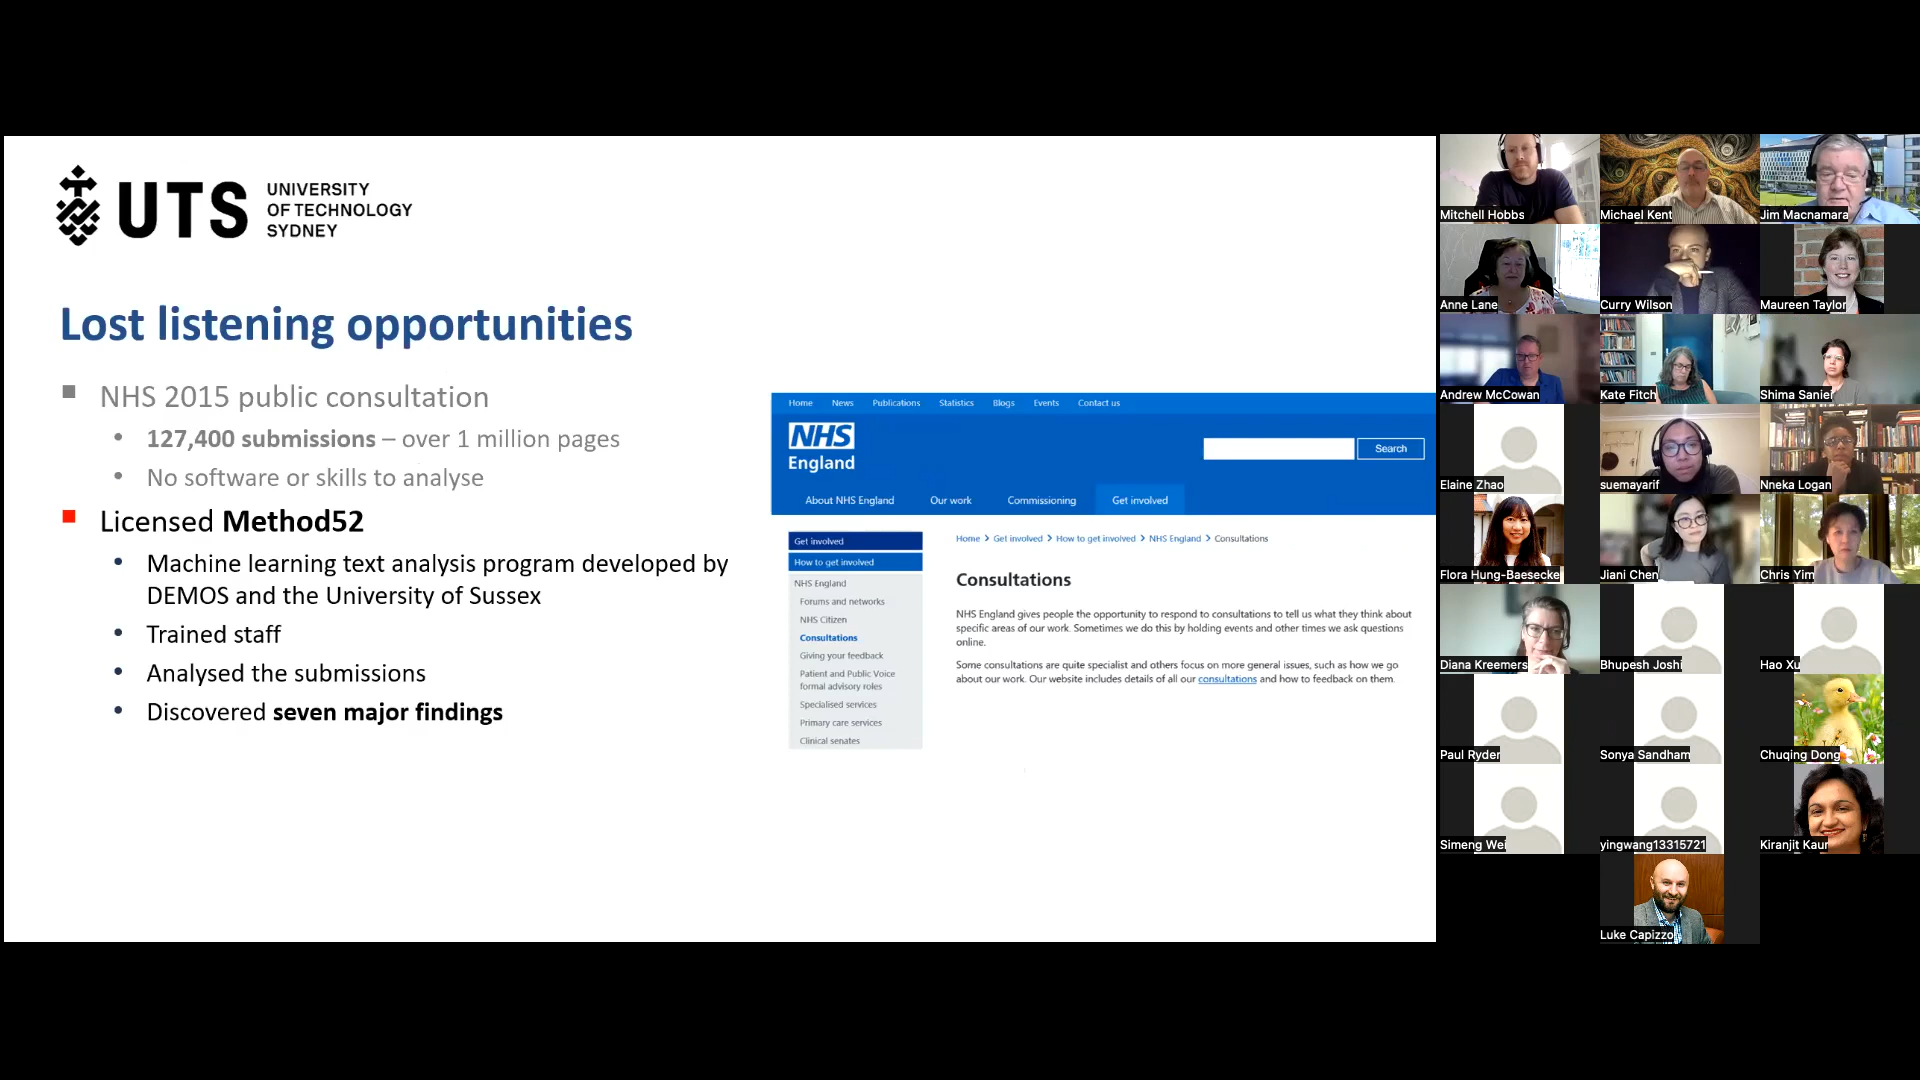 UTS
UNIVERSITY
OF TECHNOLOGY
SYDNEY
Lost listening opportunities
NHS 2015 public consultation
• 127,400 submissions – over 1 million pages
• No software or skills to analyse
Licensed Method52
• Machine learning text analysis program developed by
DEMOS and the University of Sussex
• Trained staff
• Analysed the submissions
• Discovered seven major findings
Home News Publications Statistics Blogs Events Contact us
NHS
England
Search
About NHS England Our work Commissioning Get involved
Get involved
How to get involved
NHS England
Forums and networks
NHS Citizen
Consultations
Giving your feedback
Patient and Public Voice
formal advisory roles
Specialised services
Primary care services
Clinical senates
Home > Get involved > How to get involved > NHS England > Consultations
Consultations
NHS England gives people the opportunity to respond to consultations to tell us what they think about
specific areas of our work. Sometimes we do this by holding events and other times we ask questions
online.
Some consultations are quite specialist and others focus on more general issues, such as how we go
about our work. Our website includes details of all our consultations and how to feedback on them.
Mitchell Hobbs
Michael Kent
Jim Macnamara
Anne Lane
Curry Wilson
Maureen Taylor
Andrew McCowan
Kate Fitch
Shima Sanier
Elaine Zhao
suemayarif
Nneka Logan
Flora Hung-Baesecke
Jiani Chen
Chris Yim
Diana Kreemers
Bhupesh Joshi
Hao Xu
Paul Ryder
Sonya Sandham
Chuqing Dong
Simeng Wei
yingwang13315721
Kiranjit Kaur
Luke Capizzo